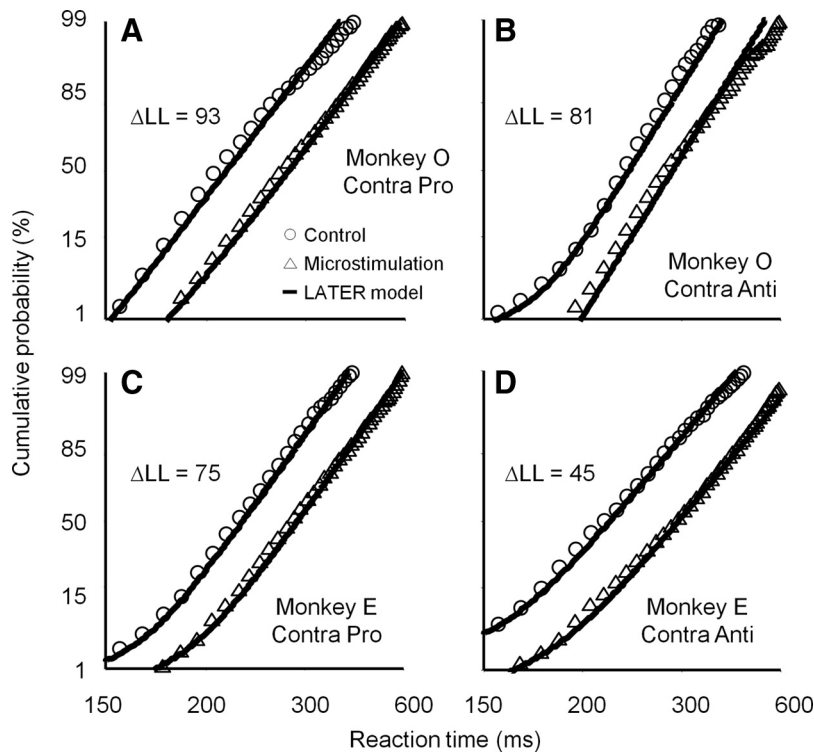 A
B
99
85
50
15
1
ΔLL = 93
ΔLL = 81
Monkey O
Contra Pro
Control
Microstimulation
LATER model
Monkey O
Contra Anti
Cumulative probability (%)
C
D
99
85
50
15
1
ΔLL = 75
ΔLL = 45
Monkey E
Contra Pro
Monkey E
Contra Anti
150 200 300 600
150 200 300 600
Reaction time (ms)